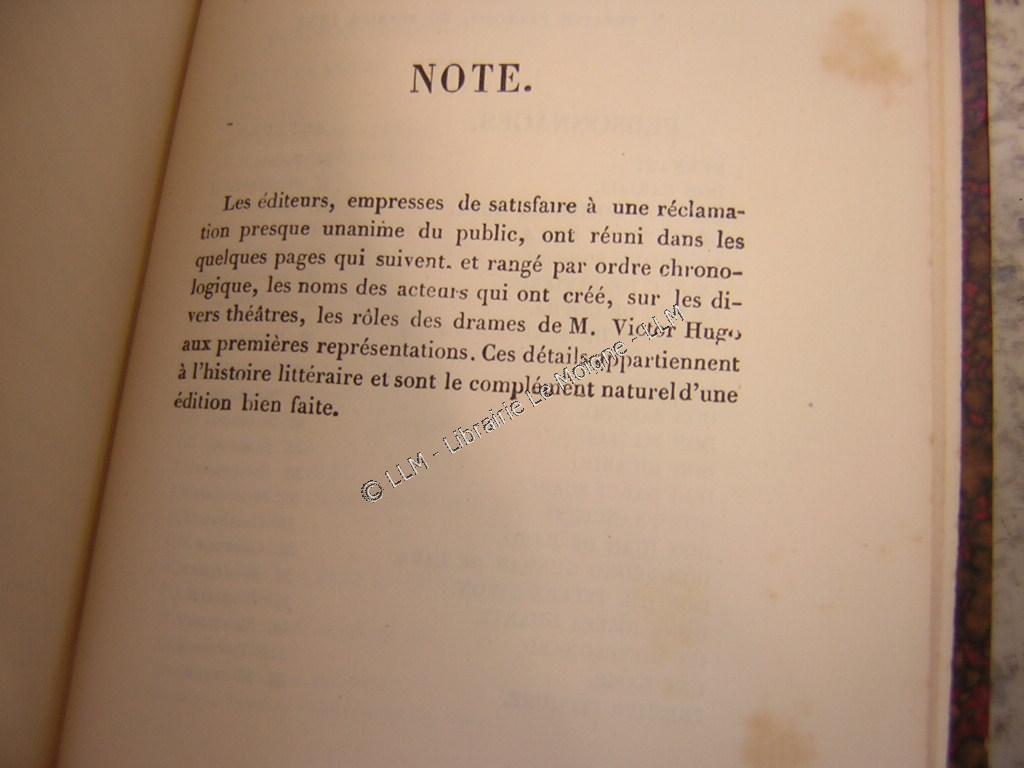 NOTE.
Les éditeurs, empresses de satisfaire à une réclama-
tion presque unanime du public, ont réuni dans les
quelques pages qui suivent. et rangé par ordre chrono-
logique, les noms des acteurs qui ont créé, sur les di-
vers théâtres, les rôles des drames de M. Victor Hugo
aux premières représentations. Ces détails appartiennent
à l'histoire littéraire et sont le complément naturel d'une
édition bien faite.
© LLM - Librairie Le Moigne - LLM